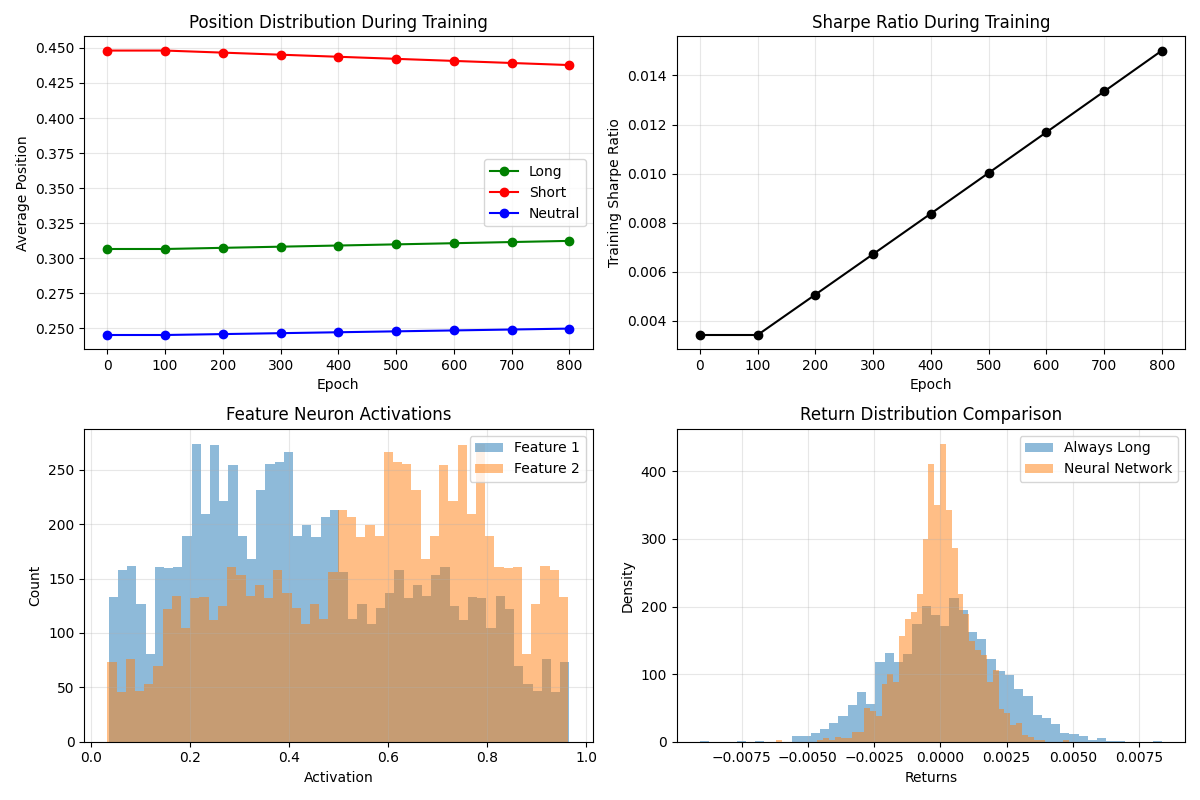 Position Distribution During Training
0.450
0.425
0.400
0.375
0.350
0.325
0.300
0.275
0.250
Average Position
Long
Short
Neutral
0 100 200 300 400 500 600 700 800
Epoch
Sharpe Ratio During Training
0.014
0.012
0.010
0.008
0.006
0.004
Training Sharpe Ratio
0 100 200 300 400 500 600 700 800
Epoch
Feature Neuron Activations
250
200
150
100
50
0
Count
Feature 1
Feature 2
0.0 0.2 0.4 0.6 0.8 1.0
Activation
Return Distribution Comparison
400
300
200
100
0
Density
Always Long
Neural Network
−0.0075 −0.0050 −0.0025 0.0000 0.0025 0.0050 0.0075
Returns